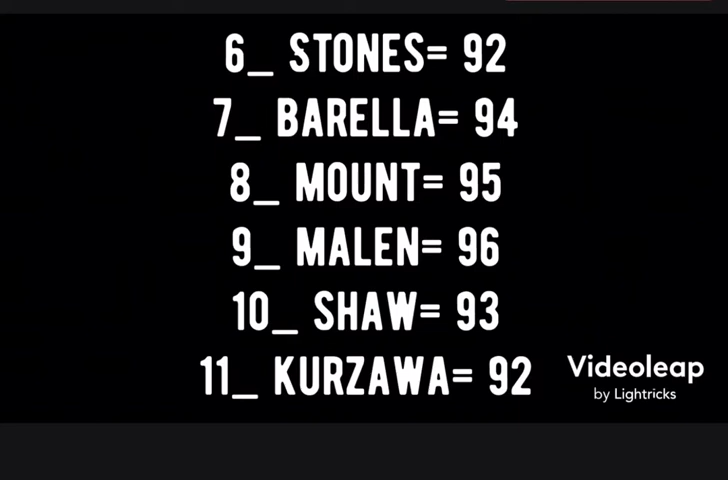 6_ STONES= 92
7_ BARELLA= 94
8_ MOUNT= 95
9_ MALEN= 96
10_ SHAW= 93
11_ KURZAWA= 92
Videoleap
by Lightricks